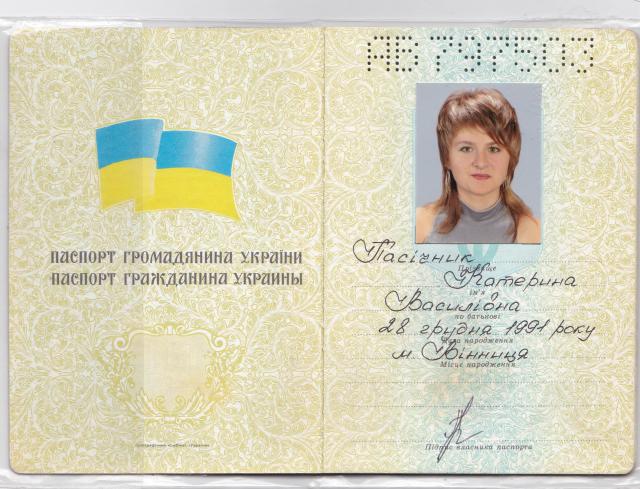 ПАСПОРТ ГРОМАДЯНИНА УКРАЇНИ
ПАСПОРТ ГРАЖДАНИНА УКРАИНЫ
АВ 797503
Пасічник
Прізвище
Катерина
ім'я
Василівна
по батькові
28 грудня 1991 року
Дата народження
м. Вінниця
Місце народження
Підпис власника паспорта